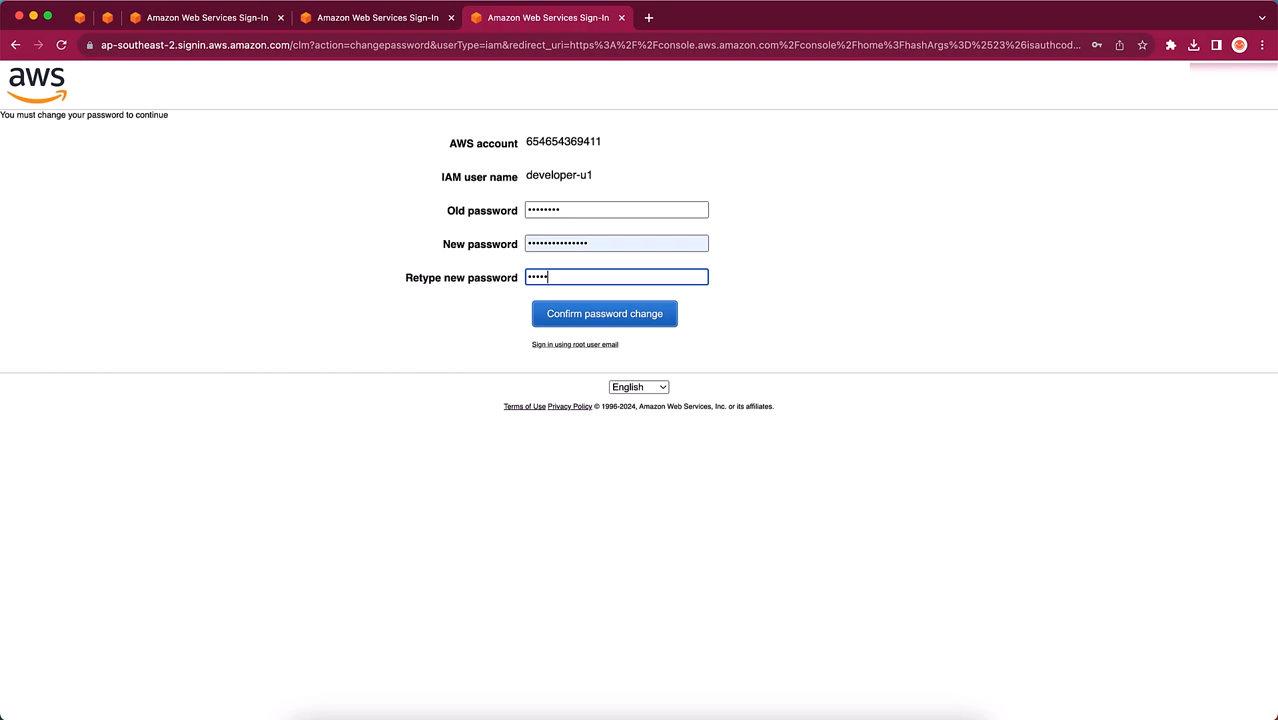 Amazon Web Services Sign-In
Amazon Web Services Sign-In
Amazon Web Services Sign-In
ap-southeast-2.signin.aws.amazon.com/clm?action=changepassword&userType=iam&redirect_uri=https%3A%2F%2Fconsole.aws.amazon.com%2Fconsole%2Fhome%3FhashArgs%3D%2523%26isauthcod...
aws
You must change your password to continue
AWS account 654654369411
IAM user name developer-u1
Old password ••••••••
New password •••••••••••••••
Retype new password •••••
Confirm password change
Sign in using root user email
English
Terms of Use Privacy Policy © 1996-2024, Amazon Web Services, Inc. or its affiliates.